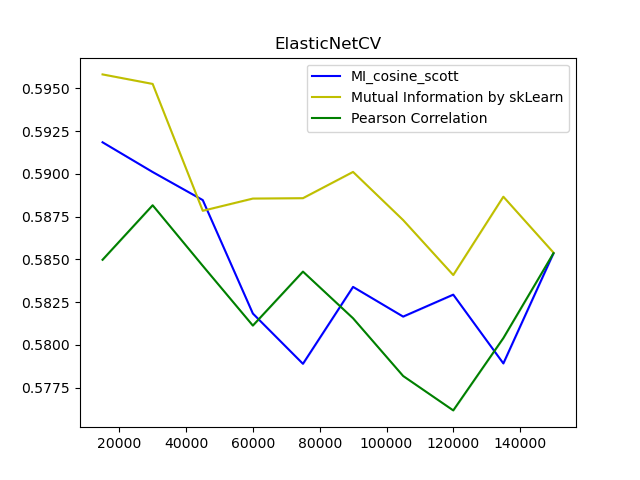 ElasticNetCV
MI_cosine_scott
Mutual Information by skLearn
Pearson Correlation
0.5950
0.5925
0.5900
0.5875
0.5850
0.5825
0.5800
0.5775
20000 40000 60000 80000 100000 120000 140000